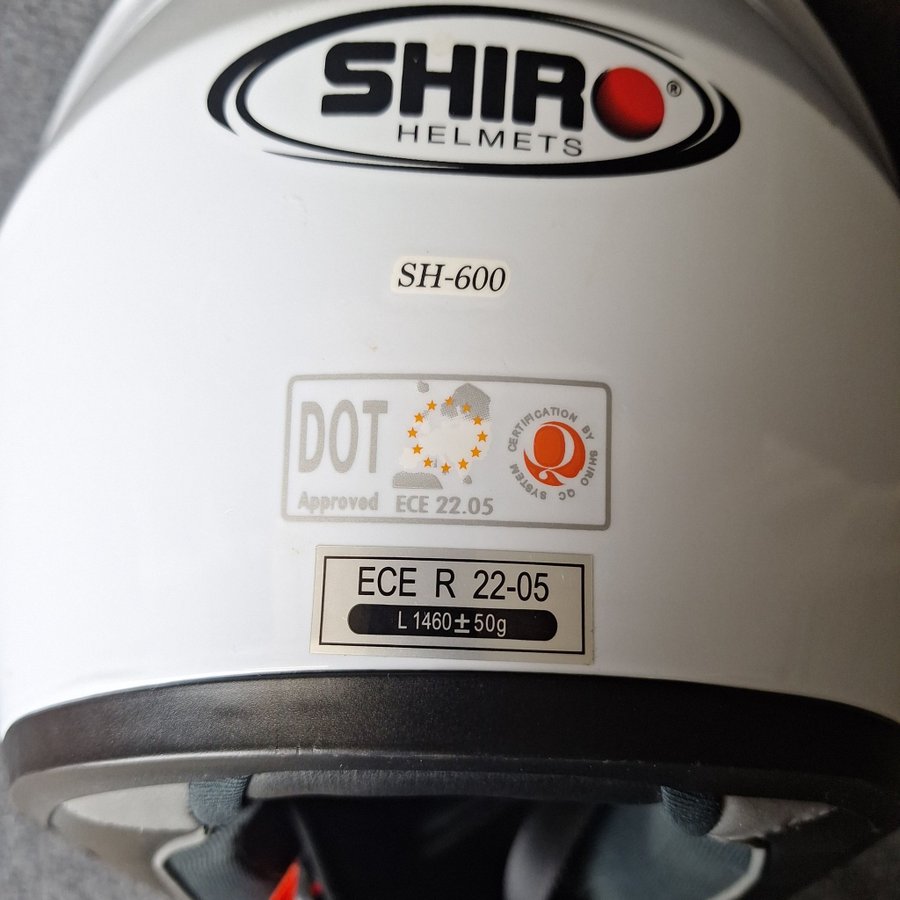 SHIRO®
HELMETS
SH-600
DOT
Approved
ECE 22.05
CERTIFICATION BY SHIRO QC SYSTEM
Q
ECE R 22-05
L 1460±50g